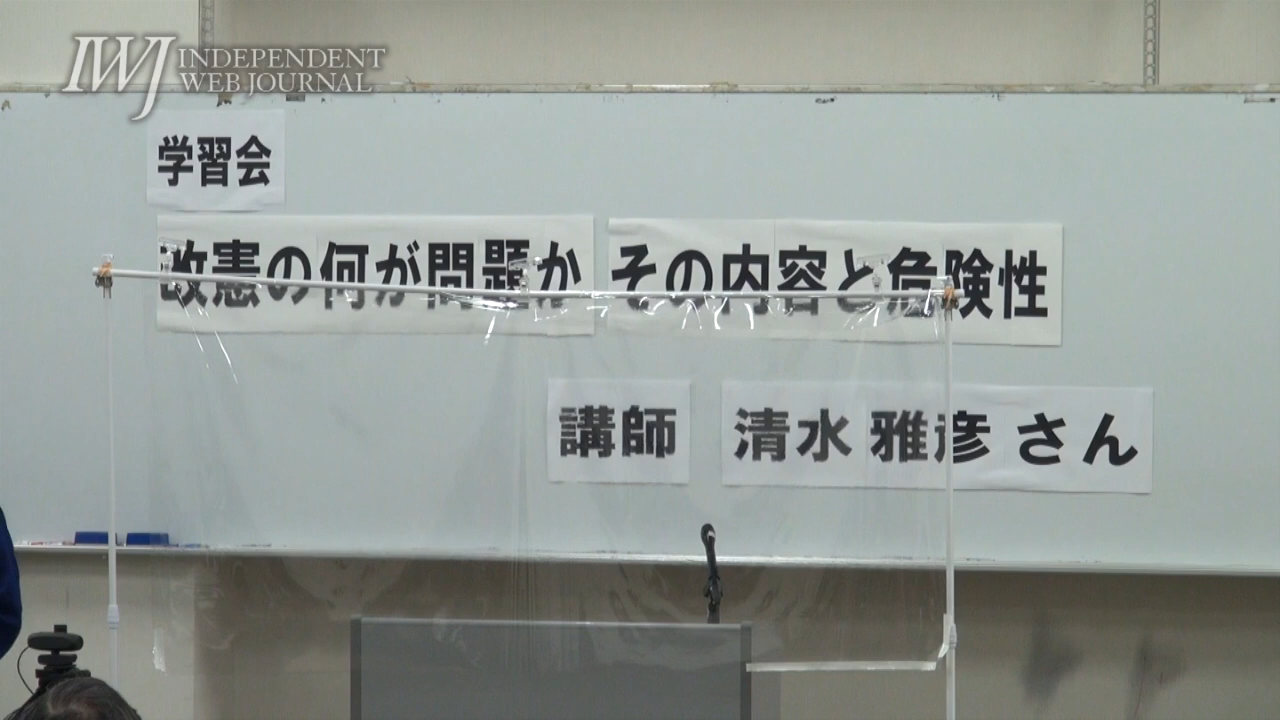 IWJ INDEPENDENT
WEB JOURNAL
学習会
改憲の何が問題か その内容と危険性
講師 清水 雅彦 さん